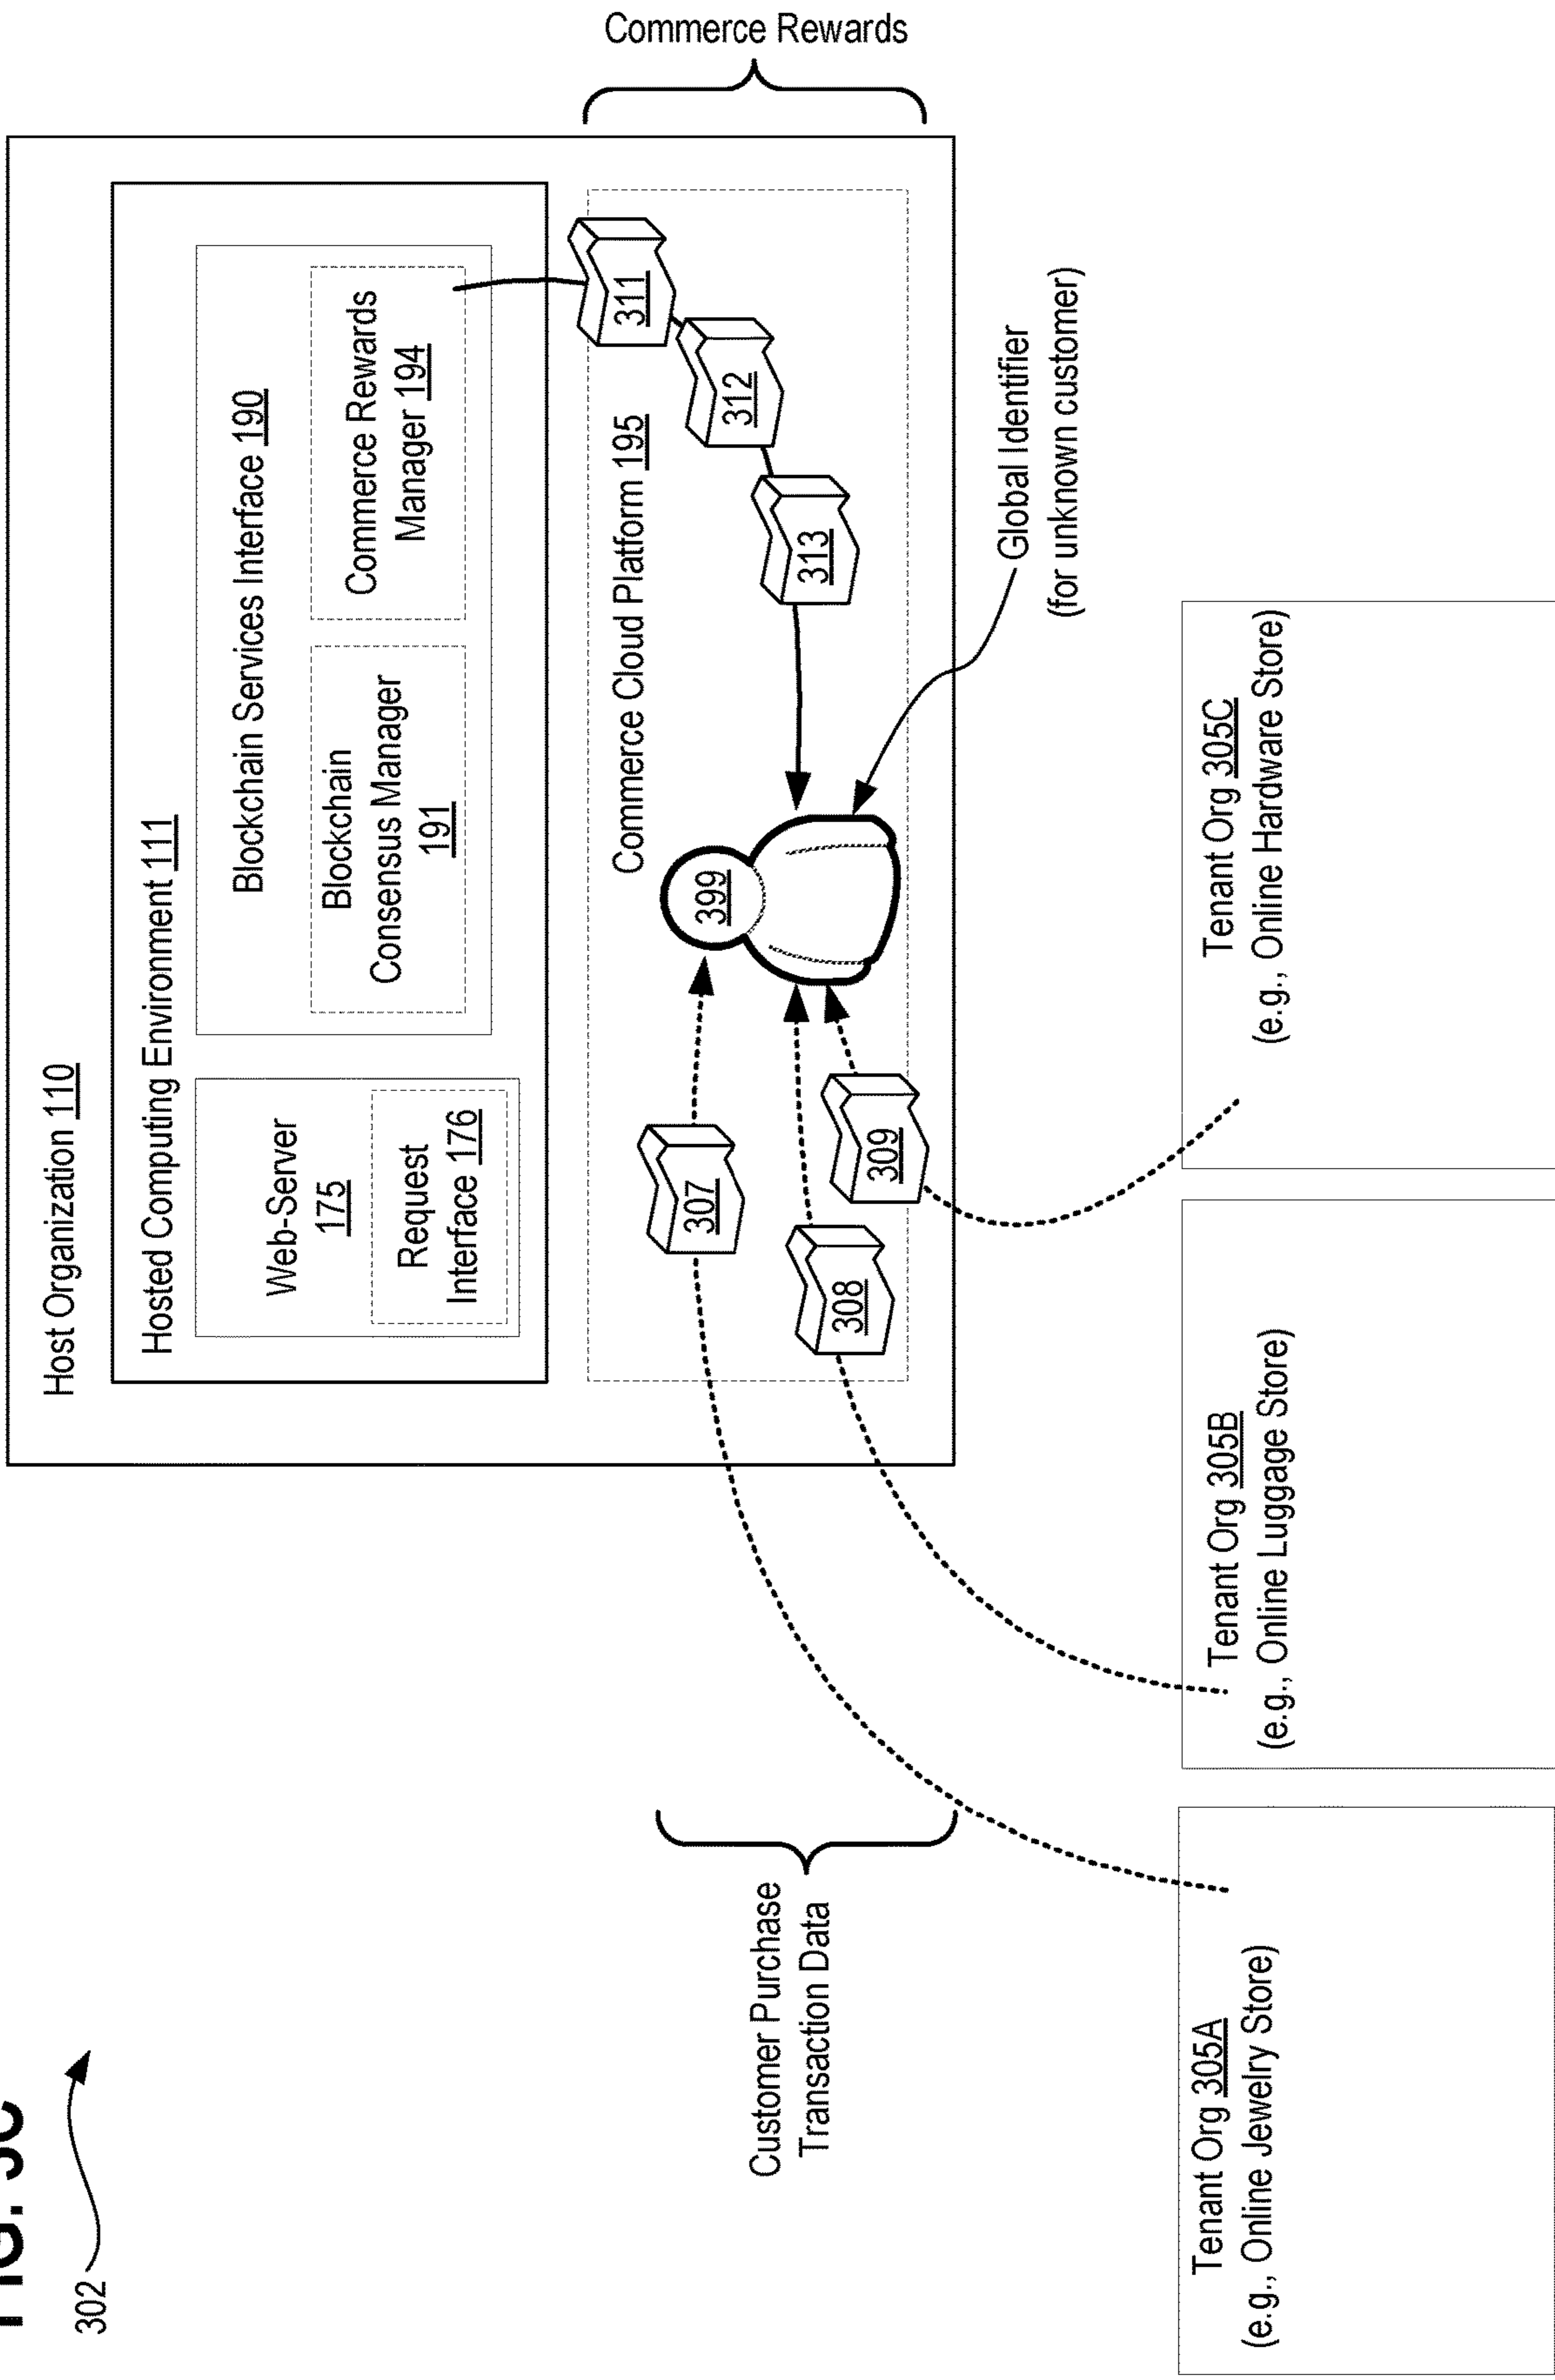 FIG. 3C
302
Host Organization 110
Hosted Computing Environment 111
Web-Server
175
Request
Interface 176
Blockchain Services Interface 190
Blockchain
Consensus Manager
191
Commerce Rewards
Manager 194
Commerce Rewards
Commerce Cloud Platform 195
311
312
313
399
307
308
309
Customer Purchase
Transaction Data
Global Identifier
(for unknown customer)
Tenant Org 305A
(e.g., Online Jewelry Store)
Tenant Org 305B
(e.g., Online Luggage Store)
Tenant Org 305C
(e.g., Online Hardware Store)